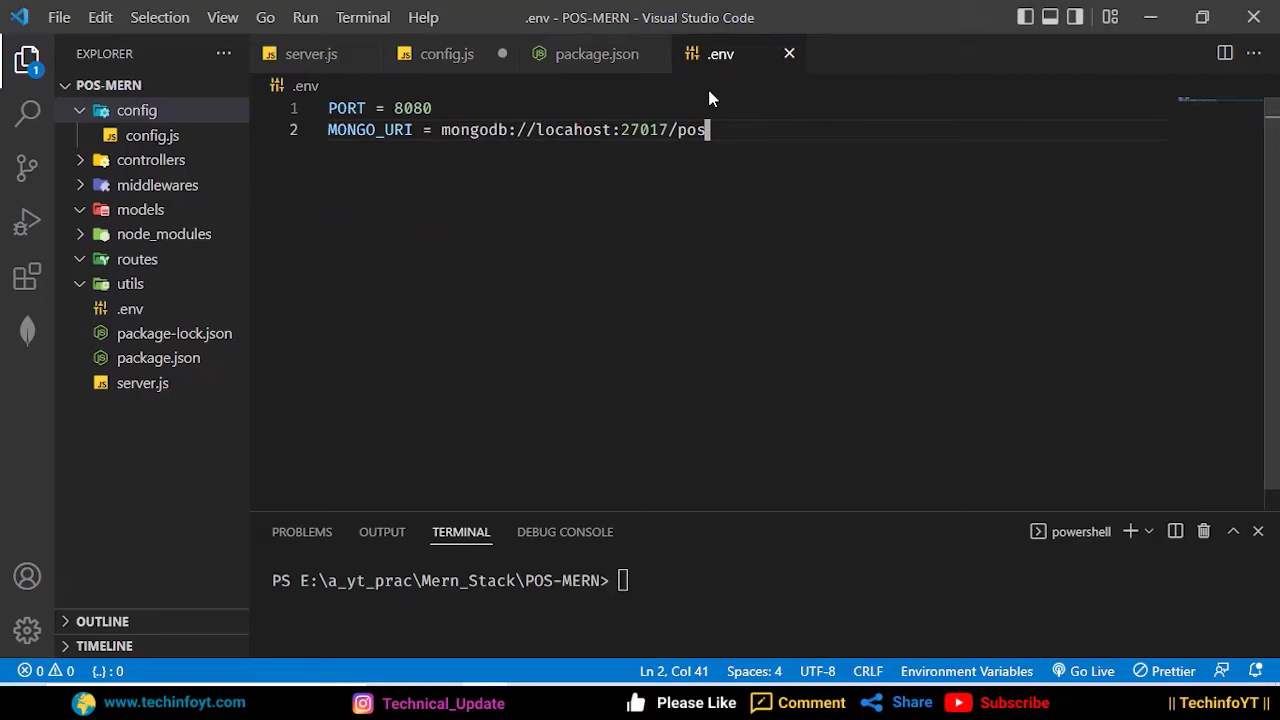 File Edit Selection View Go Run Terminal Help .env - POS-MERN - Visual Studio Code
EXPLORER ...
server.js config.js package.json .env
1
POS-MERN
.env
config
config.js
controllers
middlewares
models
node_modules
routes
utils
.env
package-lock.json
package.json
server.js
OUTLINE
TIMELINE
1 PORT = 8080
2 MONGO_URI = mongodb://locahost:27017/pos
PROBLEMS OUTPUT TERMINAL DEBUG CONSOLE powershell
PS E:\a_yt_prac\Mern_Stack\POS-MERN>
0 0 {..} : 0 Ln 2, Col 41 Spaces: 4 UTF-8 CRLF Environment Variables Go Live Prettier
www.techinfoyt.com Technical_Update Please Like Comment Share Subscribe || TechinfoYT ||